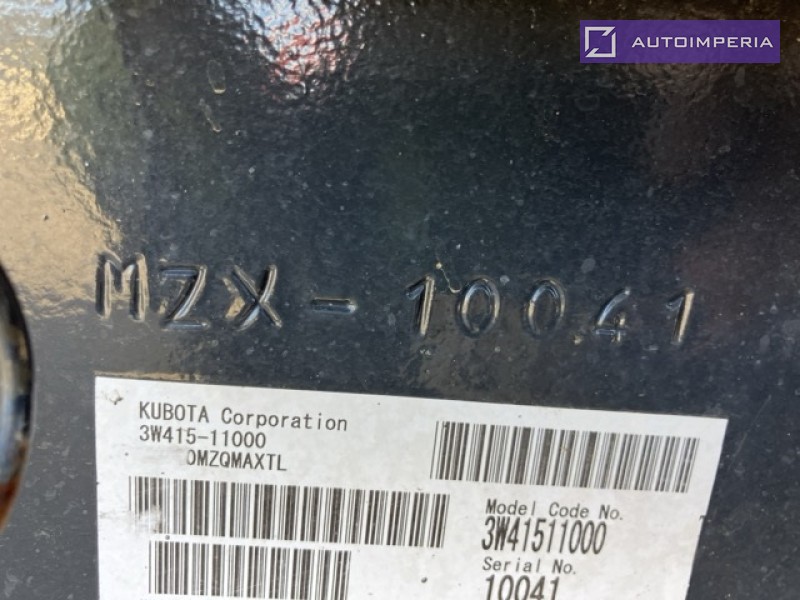 AUTOIMPERIA
MZX-10041
KUBOTA Corporation
3W415-11000
OMZQMAXTL
Model Code No.
3W41511000
Serial No.
10041